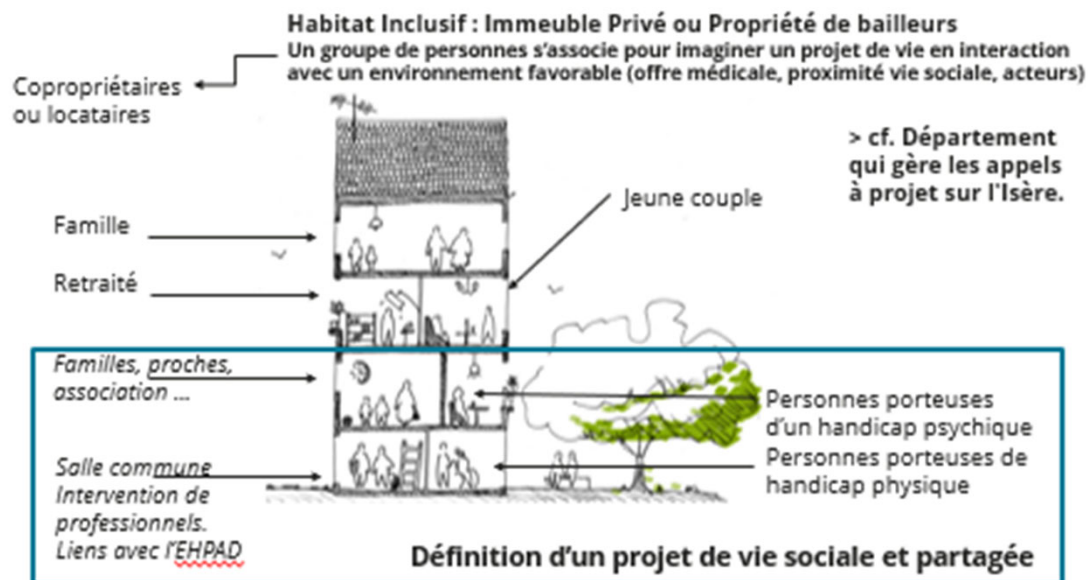 Habitat Inclusif : Immeuble Privé ou Propriété de bailleurs
Un groupe de personnes s'associe pour imaginer un projet de vie en interaction
avec un environnement favorable (offre médicale, proximité vie sociale, acteurs)
Copropriétaires
ou locataires
> cf. Département
qui gère les appels
à projet sur l'Isère.
Jeune couple
Famille
Retraité
Familles, proches,
association ...
Personnes porteuses
d'un handicap psychique
Personnes porteuses de
handicap physique
Salle commune
Intervention de
professionnels.
Liens avec l'EHPAD
Définition d'un projet de vie sociale et partagée